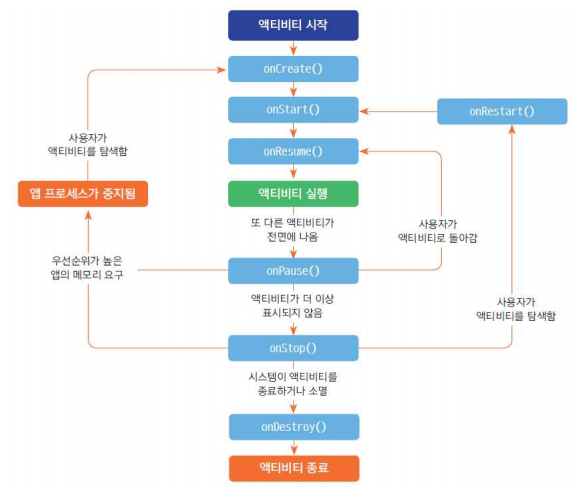 액티비티 시작
onCreate()
onStart()
onRestart()
사용자가
액티비티를 탐색함
onResume()
앱 프로세스가 중지됨
액티비티 실행
또 다른 액티비티가
전면에 나옴
사용자가
액티비티로 돌아감
우선순위가 높은
앱의 메모리 요구
onPause()
액티비티가 더 이상
표시되지 않음
사용자가
액티비티를 탐색함
onStop()
시스템이 액티비티를
종료하거나 소멸
onDestroy()
액티비티 종료